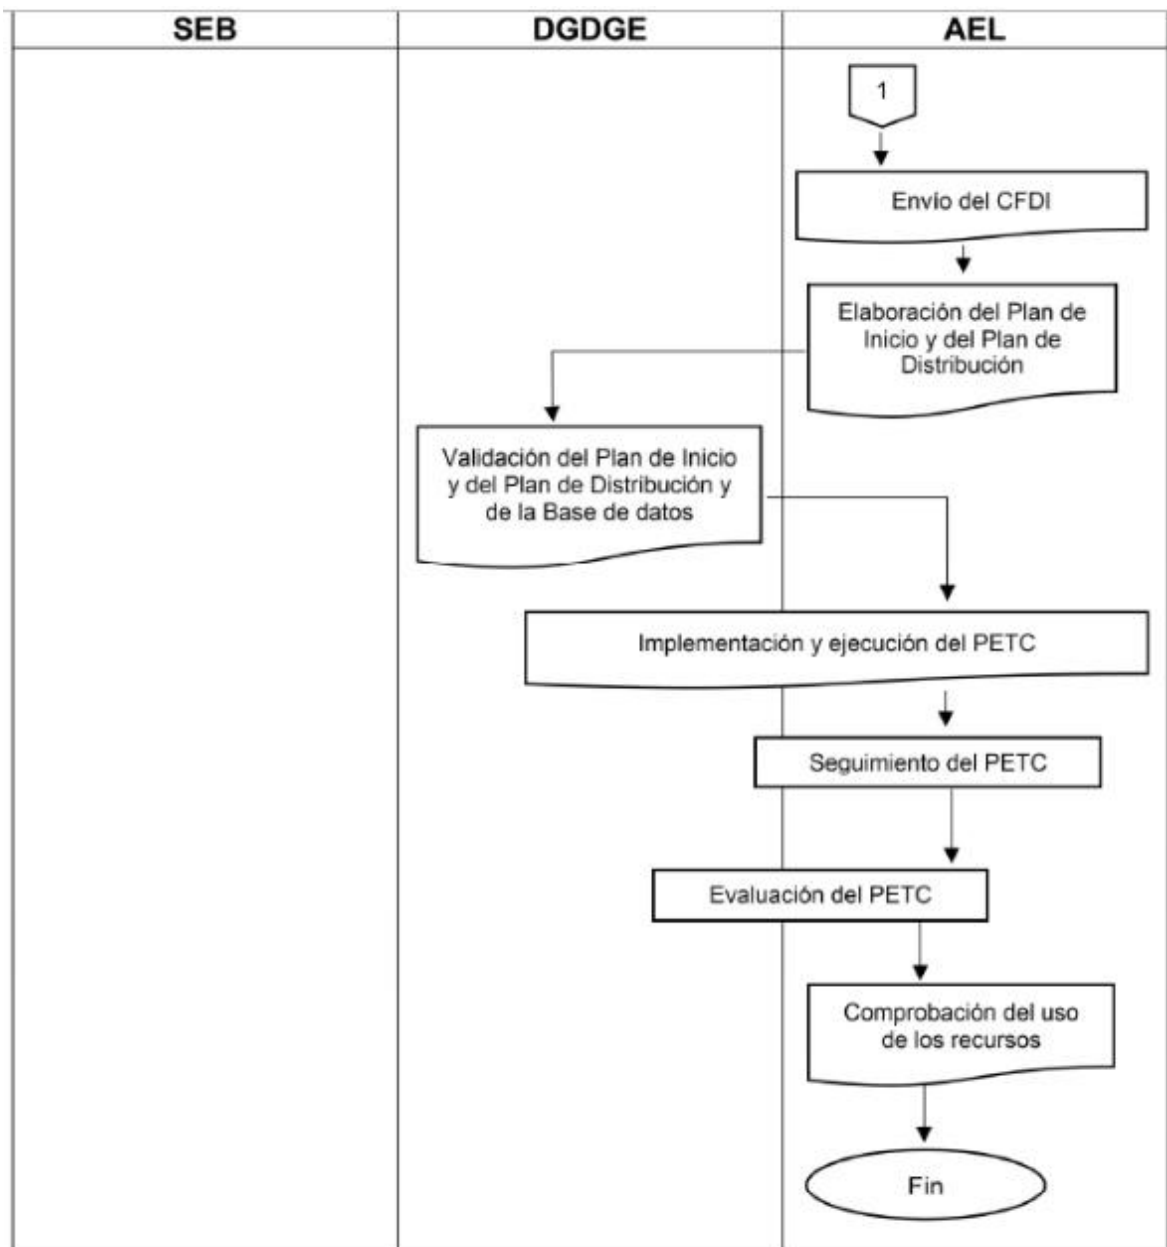 SEB
DGDGE
AEL
1
Envío del CFDI
Elaboración del Plan de
Inicio y del Plan de
Distribución
Validación del Plan de Inicio
y del Plan de Distribución y
de la Base de datos
Implementación y ejecución del PETC
Seguimiento del PETC
Evaluación del PETC
Comprobación del uso
de los recursos
Fin